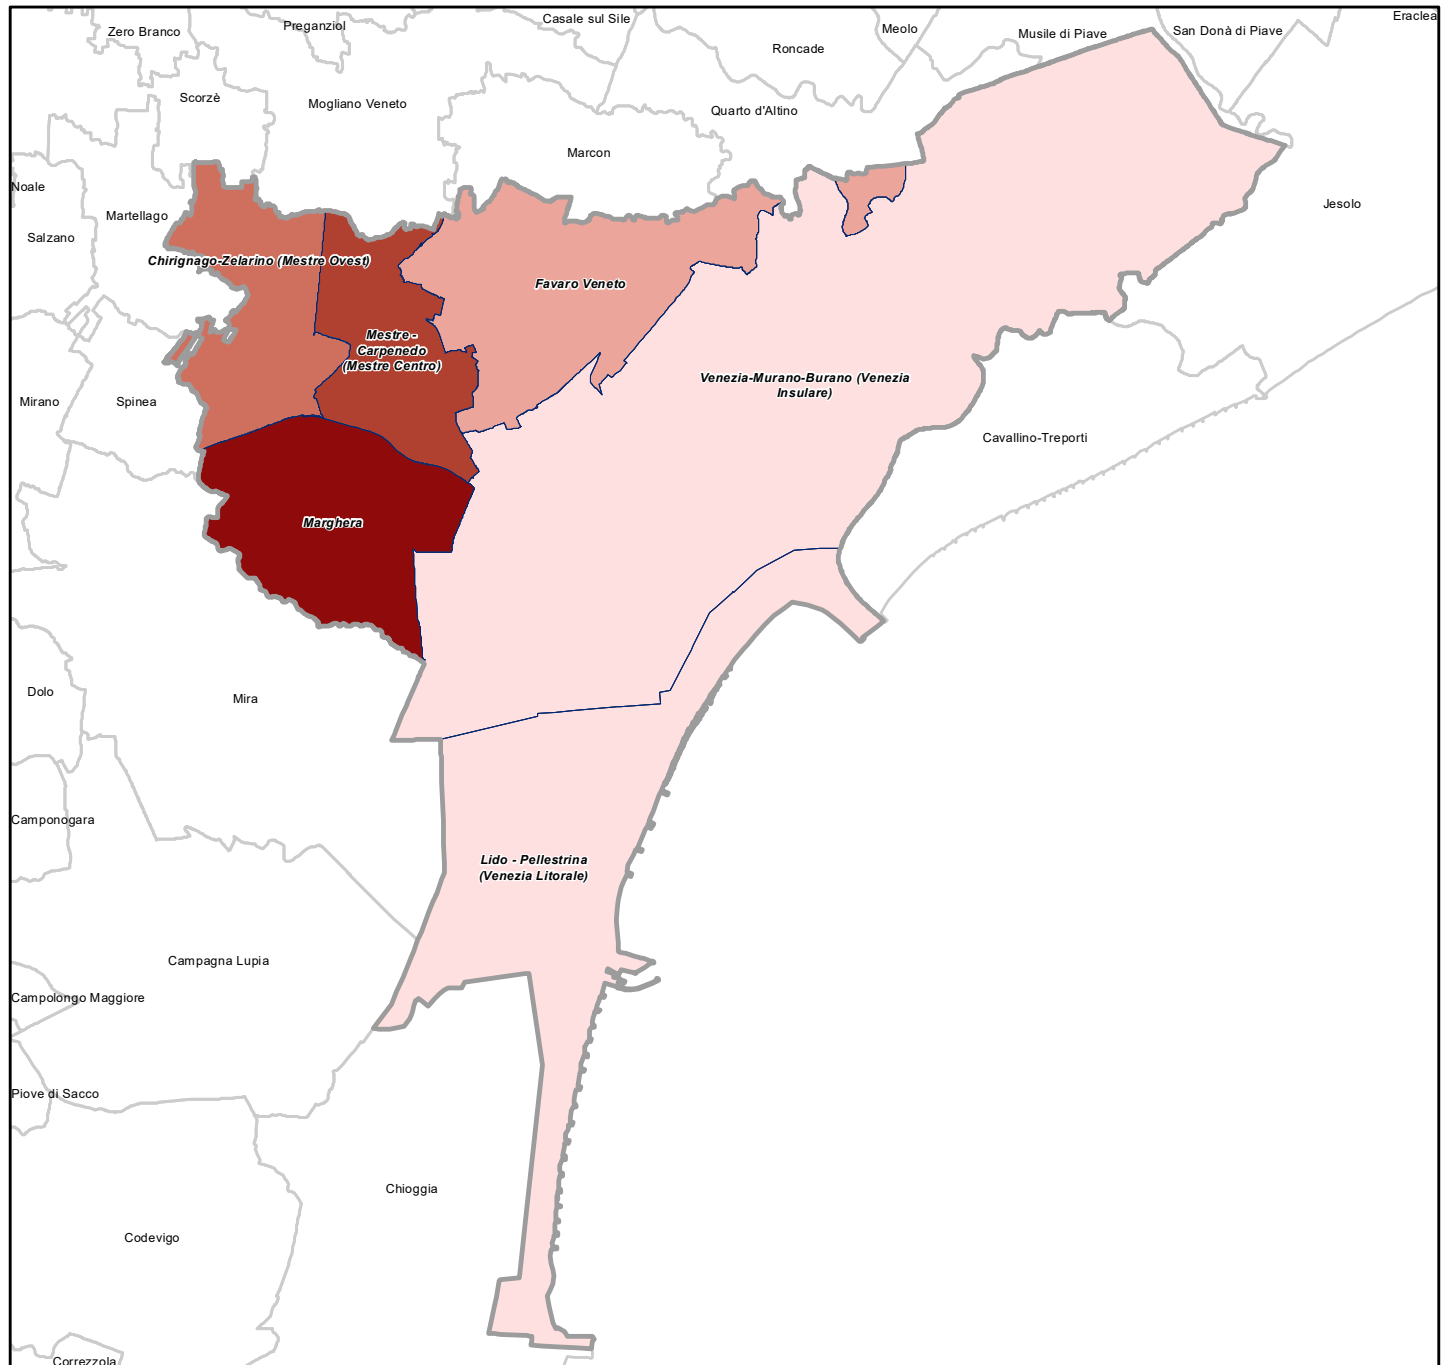 Eraclea
Casale sul Sile
Preganziol
Meolo
Zero Branco
San Donà di Piave
Musile di Piave
Roncade
Scorzè
Mogliano Veneto
Quarto d'Altino
Marcon
Noale
Jesolo
Martellago
Salzano
Chirignago-Zelarino (Mestre Ovest)
Favaro Veneto
Mestre -
Carpenedo
(Mestre Centro)
Venezia-Murano-Burano (Venezia
Insulare)
Mirano
Spinea
Cavallino-Treporti
Marghera
Dolo
Mira
Camponogara
Lido - Pellestrina
(Venezia Litorale)
Campagna Lupia
Campolongo Maggiore
Piove di Sacco
Chioggia
Codevigo
Correzzola